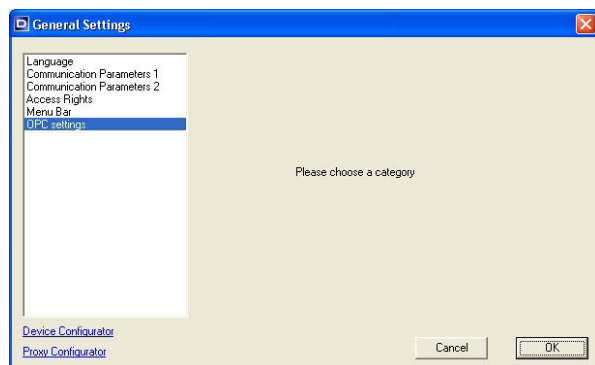 General Settings
Language
Communication Parameters 1
Communication Parameters 2
Access Rights
Menu Bar
OPC settings
Please choose a category
Device Configurator
Proxy Configurator
Cancel
OK